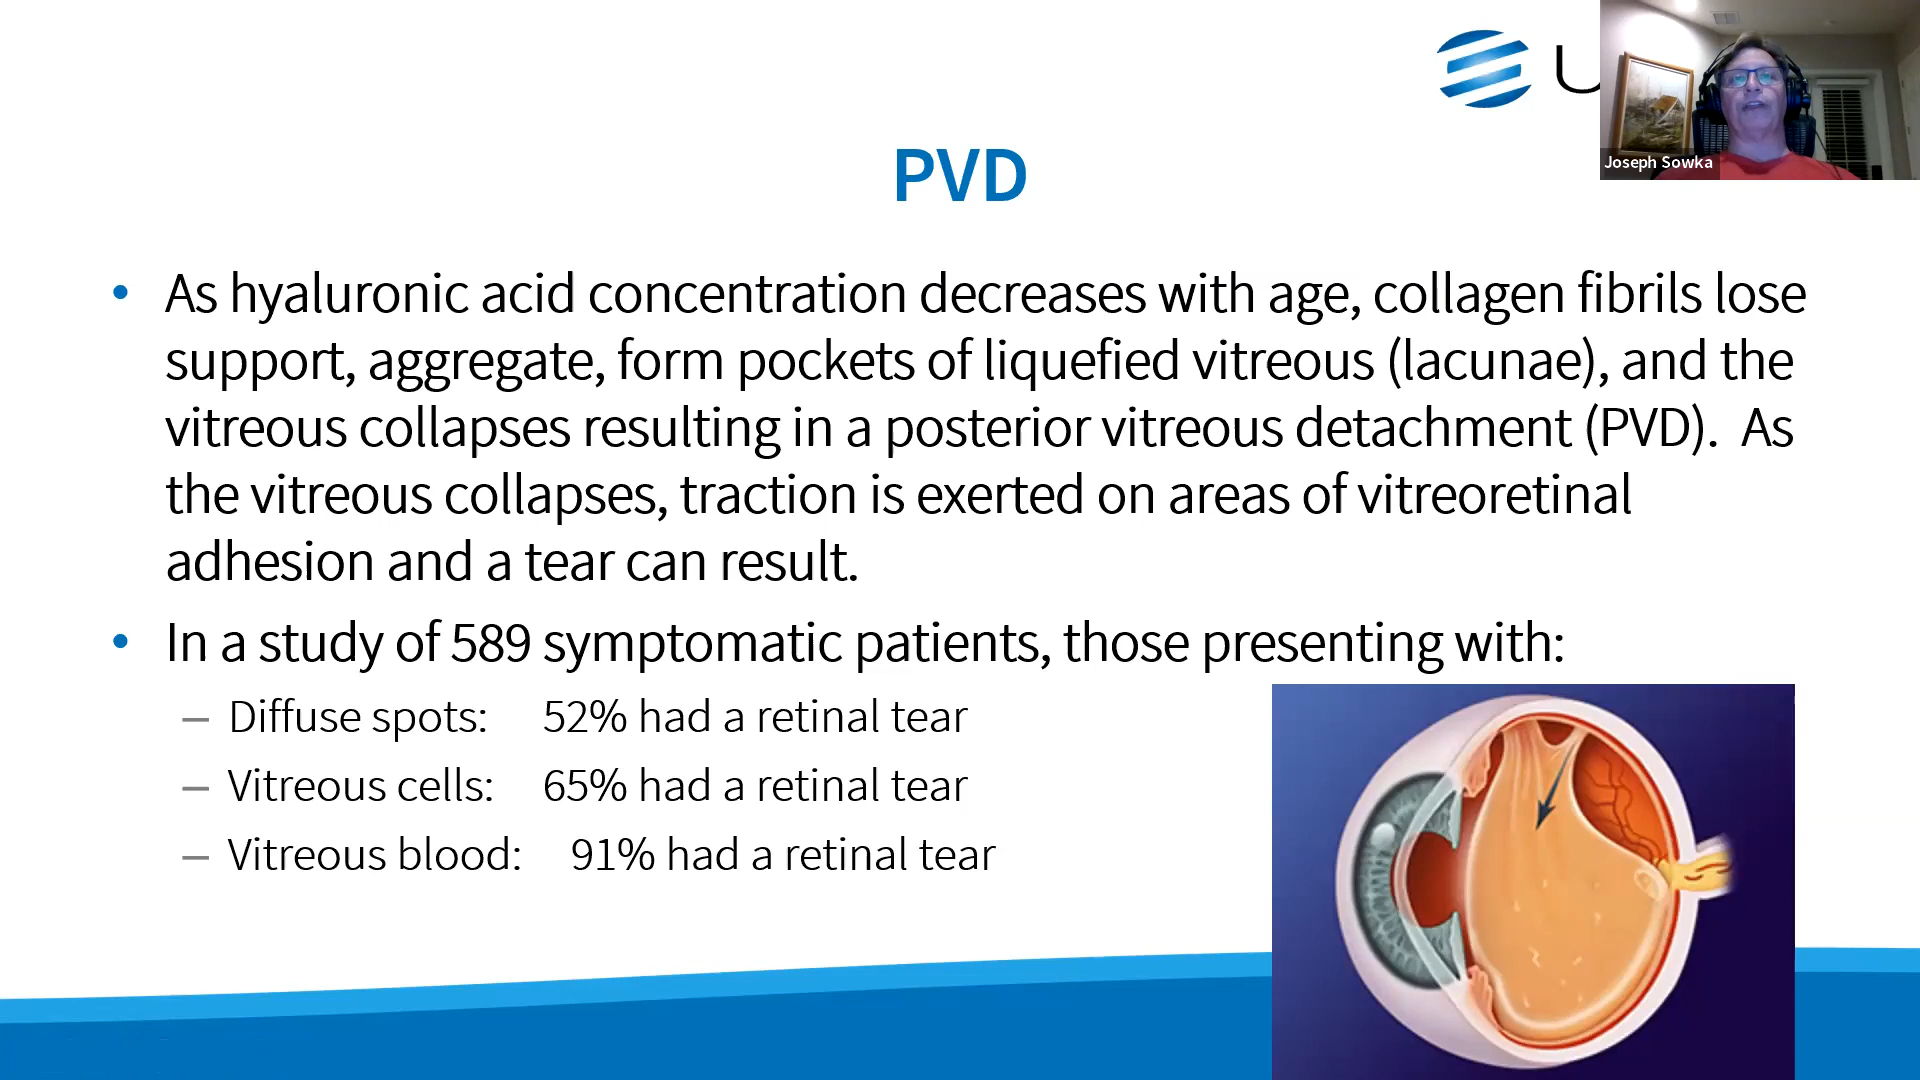 U
Joseph Sowka
PVD
• As hyaluronic acid concentration decreases with age, collagen fibrils lose
support, aggregate, form pockets of liquefied vitreous (lacunae), and the
vitreous collapses resulting in a posterior vitreous detachment (PVD). As
the vitreous collapses, traction is exerted on areas of vitreoretinal
adhesion and a tear can result.
• In a study of 589 symptomatic patients, those presenting with:
– Diffuse spots: 52% had a retinal tear
– Vitreous cells: 65% had a retinal tear
– Vitreous blood: 91% had a retinal tear